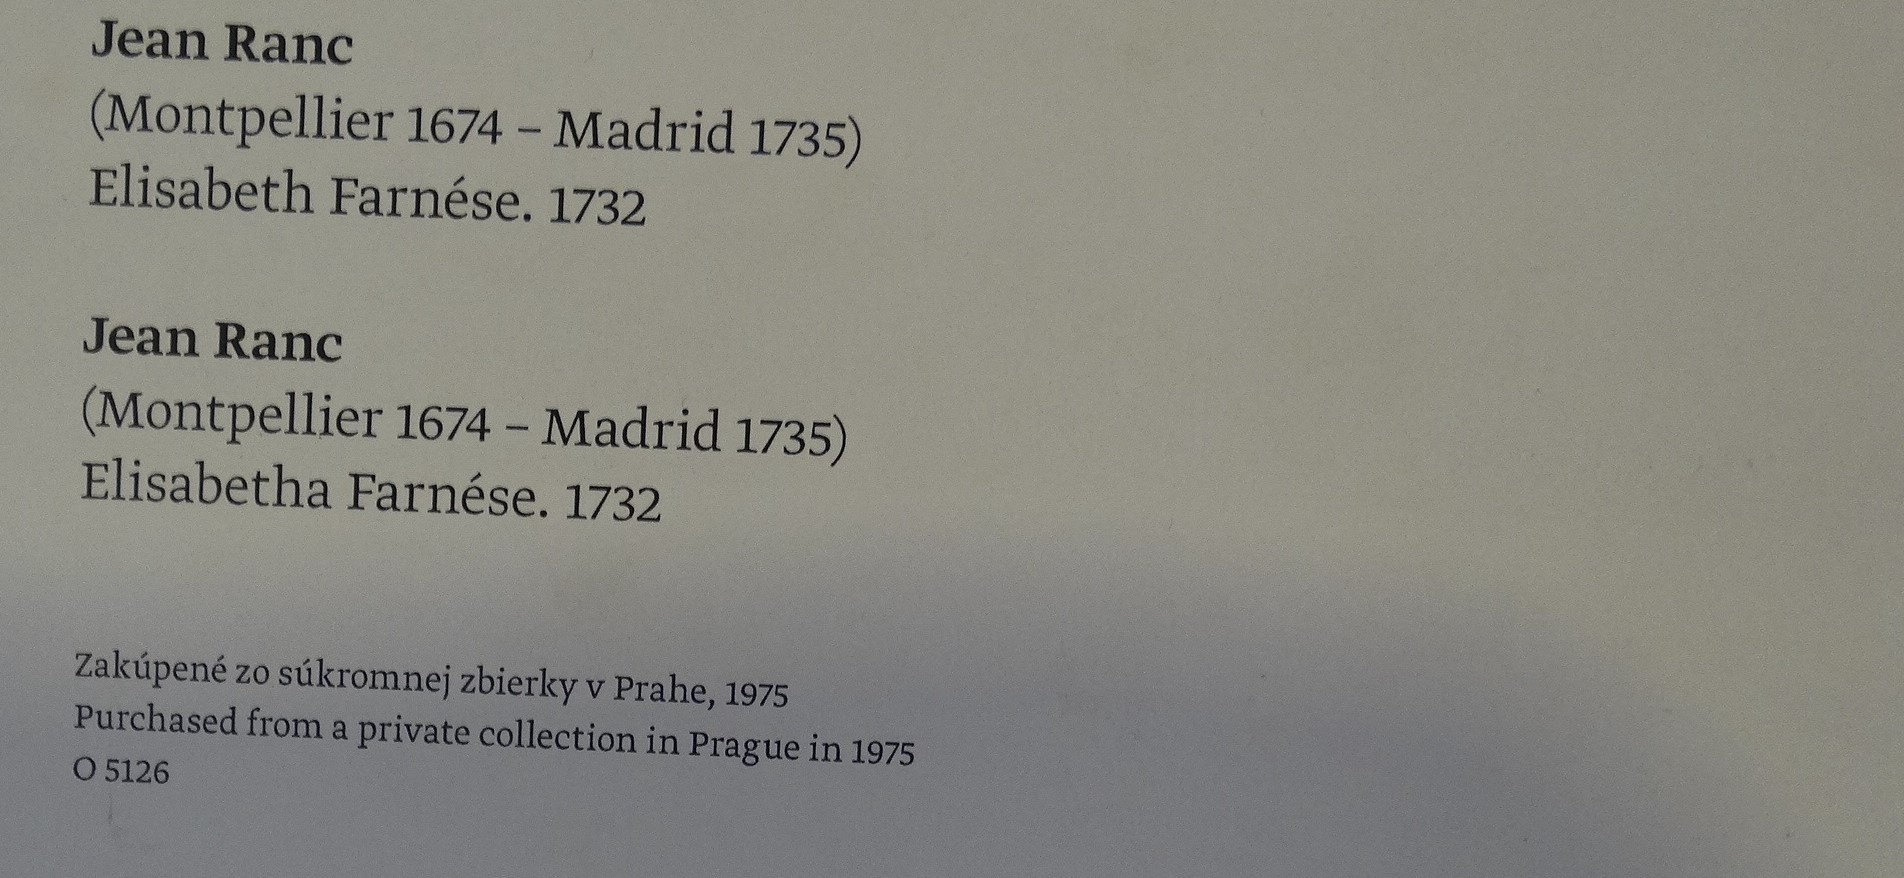 Jean Ranc
(Montpellier 1674 – Madrid 1735)
Elisabeth Farnése. 1732
Jean Ranc
(Montpellier 1674 – Madrid 1735)
Elisabetha Farnése. 1732
Zakúpené zo súkromnej zbierky v Prahe, 1975
Purchased from a private collection in Prague in 1975
O 5126